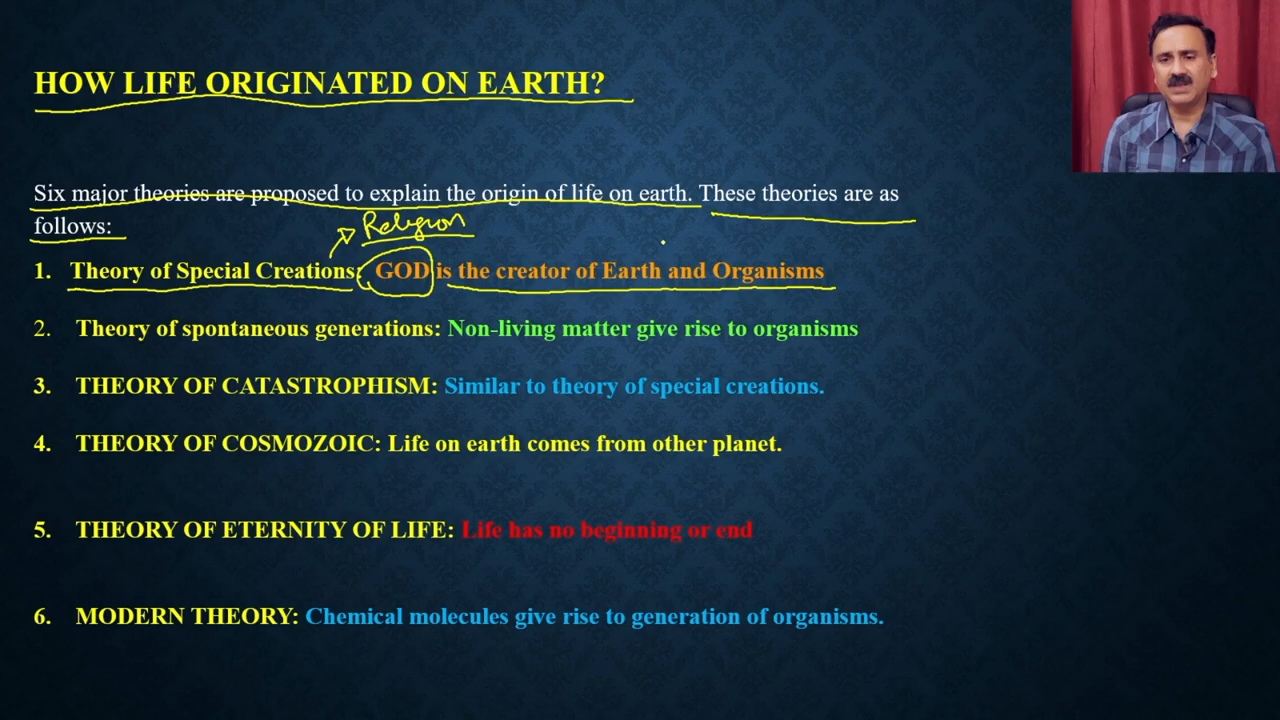 HOW LIFE ORIGINATED ON EARTH?
Six major theories are proposed to explain the origin of life on earth. These theories are as
follows:
Religion
1. Theory of Special Creations: GOD is the creator of Earth and Organisms
2. Theory of spontaneous generations: Non-living matter give rise to organisms
3. THEORY OF CATASTROPHISM: Similar to theory of special creations.
4. THEORY OF COSMOZOIC: Life on earth comes from other planet.
5. THEORY OF ETERNITY OF LIFE: Life has no beginning or end
6. MODERN THEORY: Chemical molecules give rise to generation of organisms.